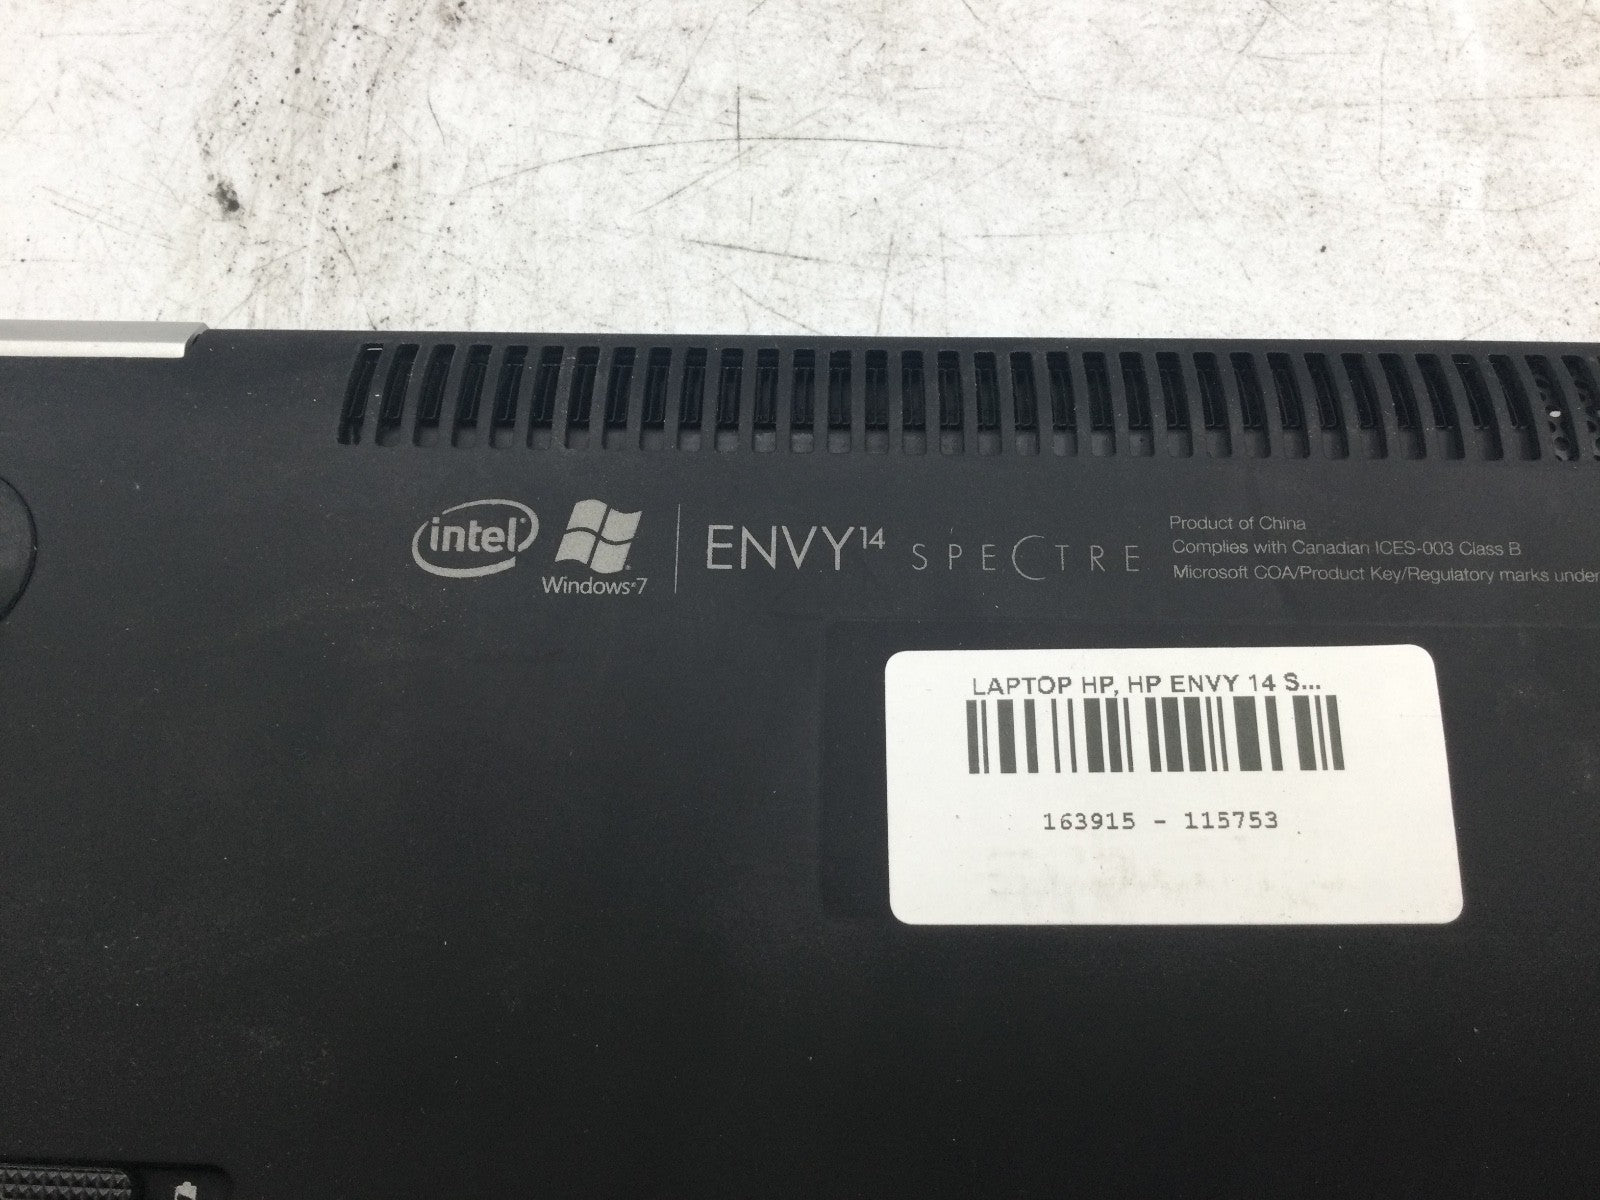 intel
Windows 7
ENVY14 SPECTRE
Product of China
Complies with Canadian ICES-003 Class B
Microsoft COA/Product Key/Regulatory marks under
LAPTOP HP, HP ENVY 14 S...
163915 - 115753